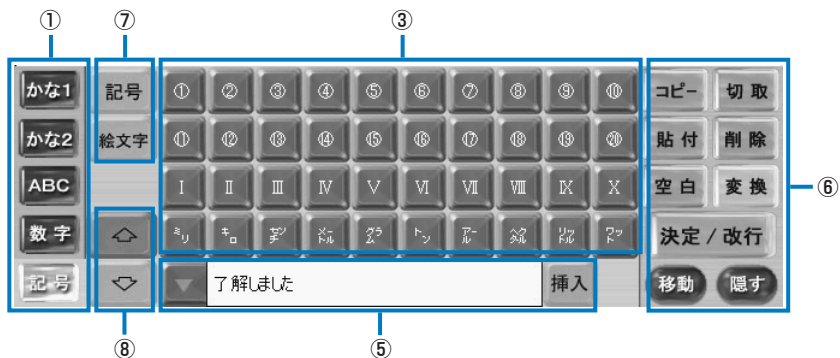 ① ⑦ ③
かな1 記号 ① ② ③ ④ ⑤ ⑥ ⑦ ⑧ ⑨ ⑩ コピー 切取
かな2 絵文字 ⑪ ⑫ ⑬ ⑭ ⑮ ⑯ ⑰ ⑱ ⑲ ⑳ 貼付 削除
ABC Ⅰ Ⅱ Ⅲ Ⅳ Ⅴ Ⅵ Ⅶ Ⅷ Ⅸ Ⅹ 空白 変換 ⑥
数字 ㍉ ㌔ ㌢ ㍍ ㌘ ㌧ ㌃ ㌶ ㍑ ㍗ 決定 / 改行
記号 了解しました 挿入 移動 隠す
⑧ ⑤